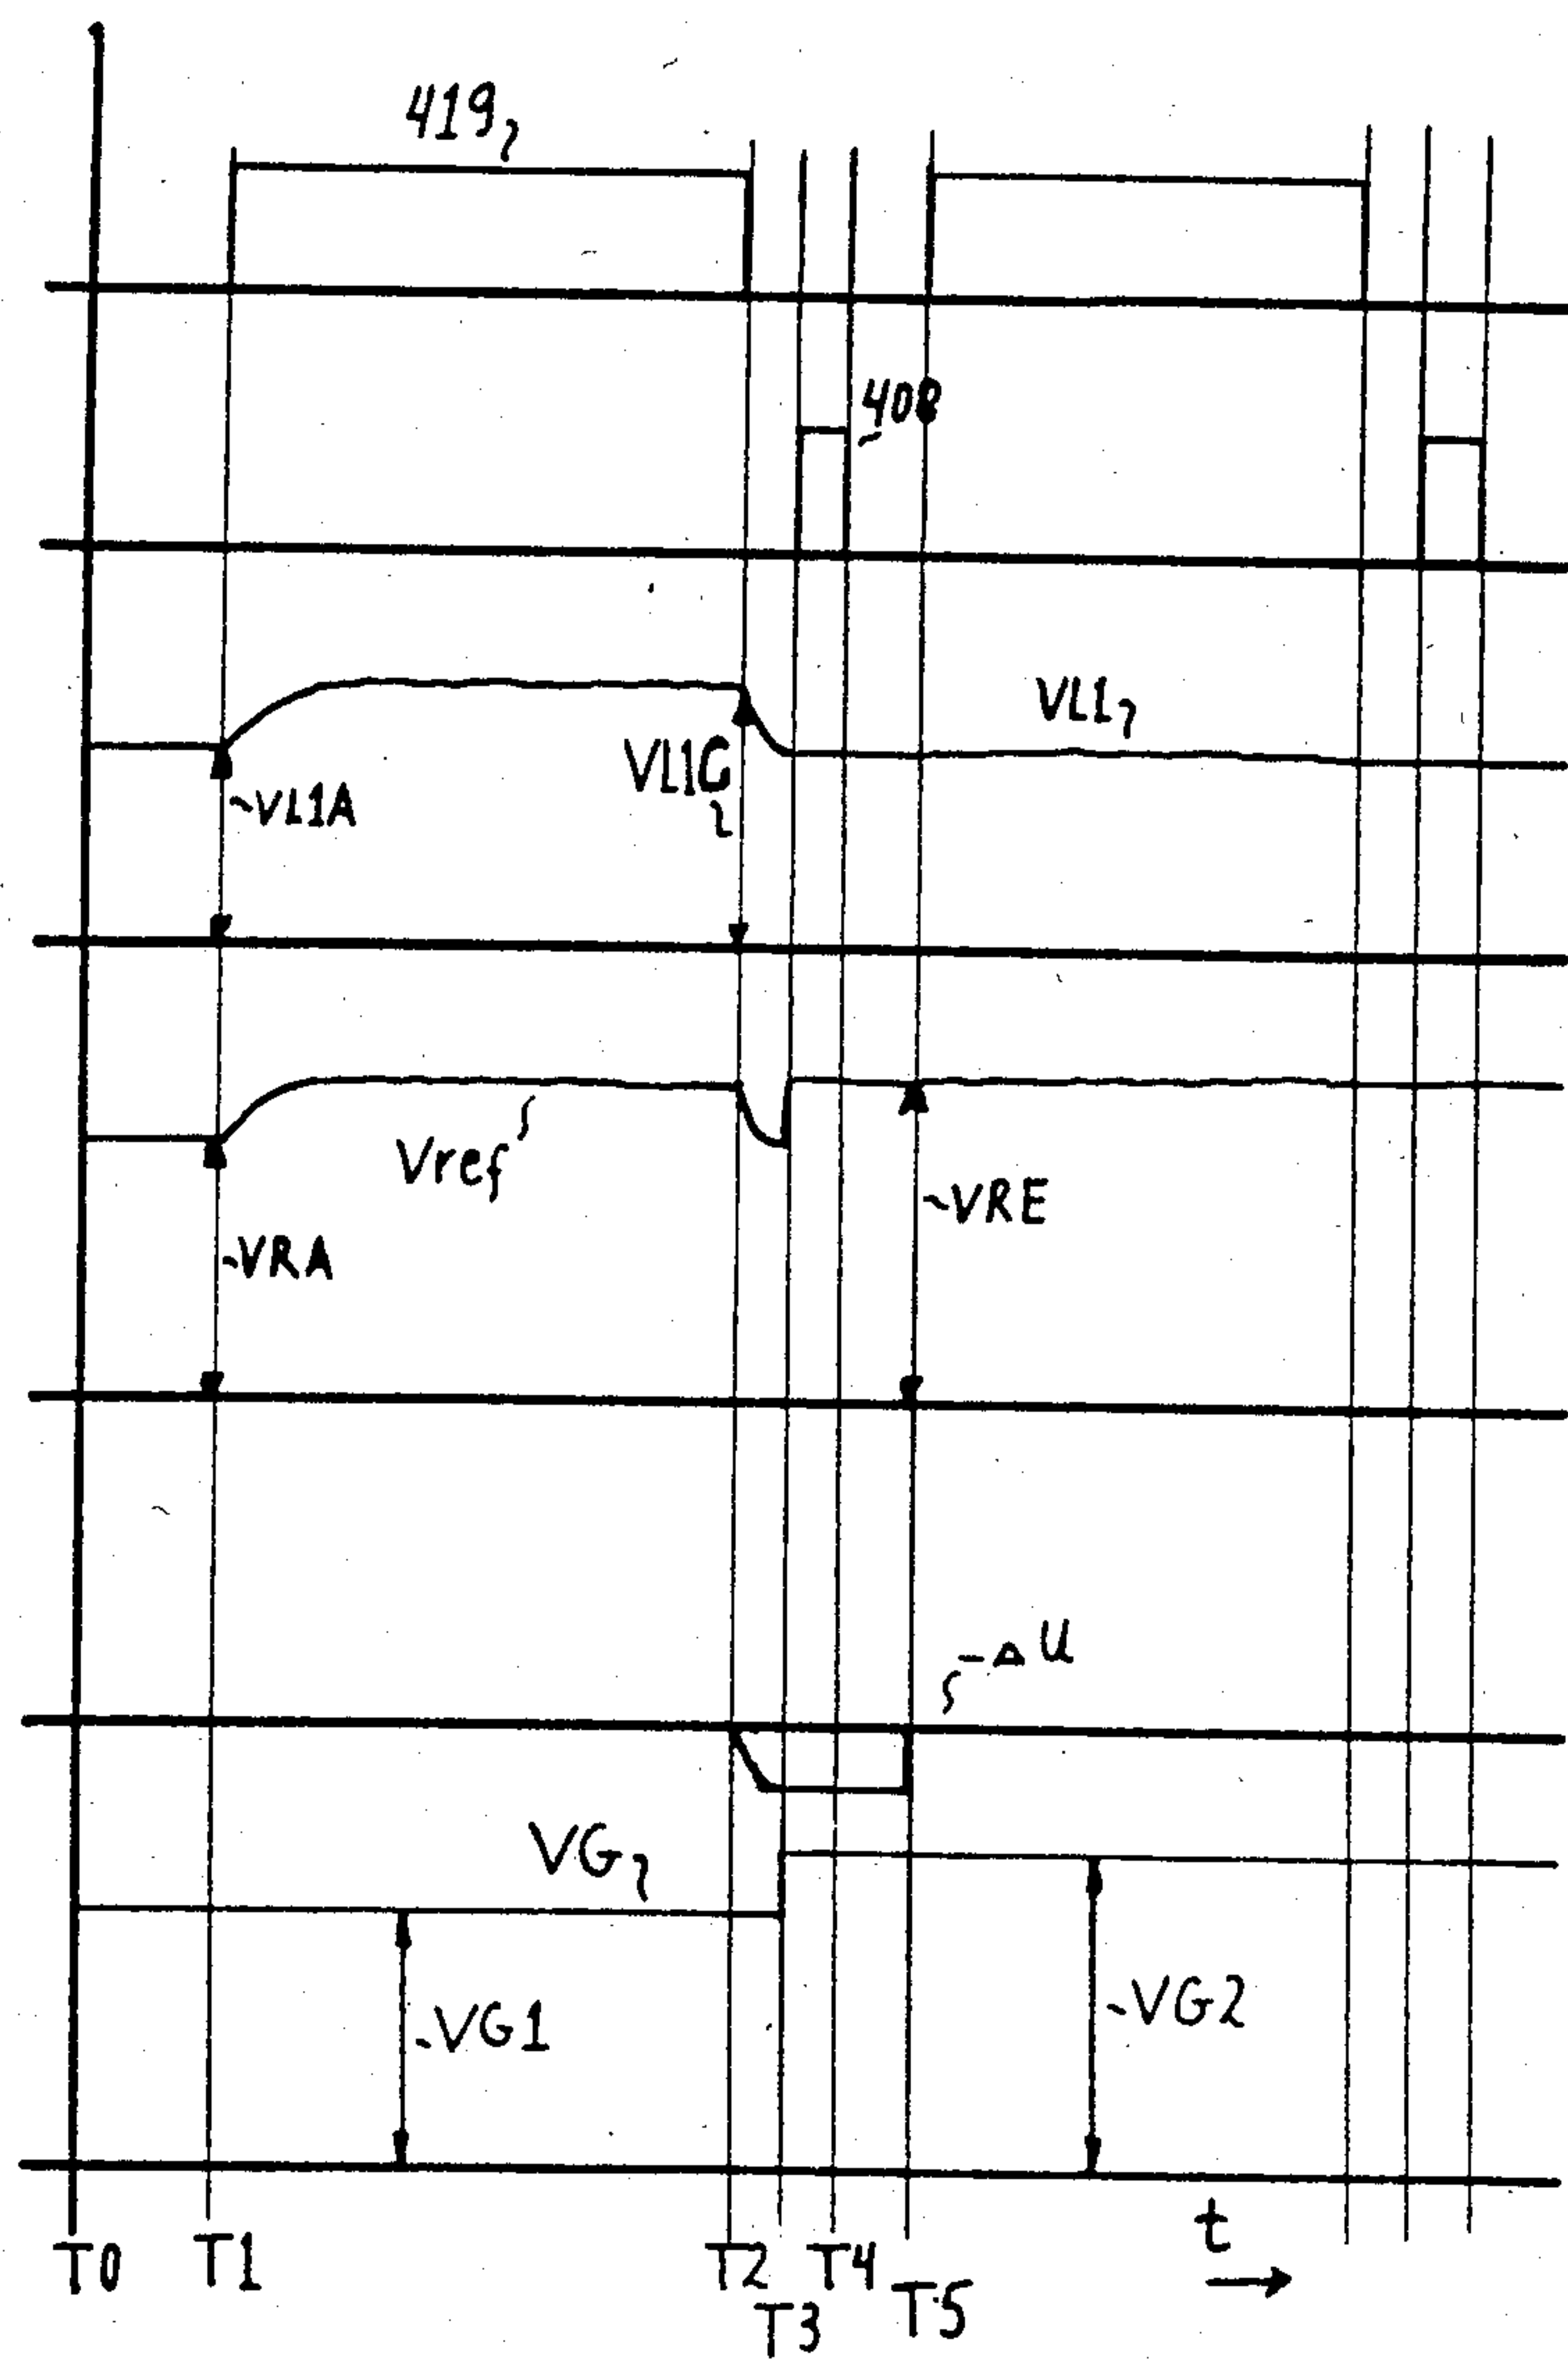 419
408
VL1
VL1G
VL1A
Vref
VRE
VRA
-ΔU
VG
VG2
VG1
t
T0 T1 T2 T4
T3 T5